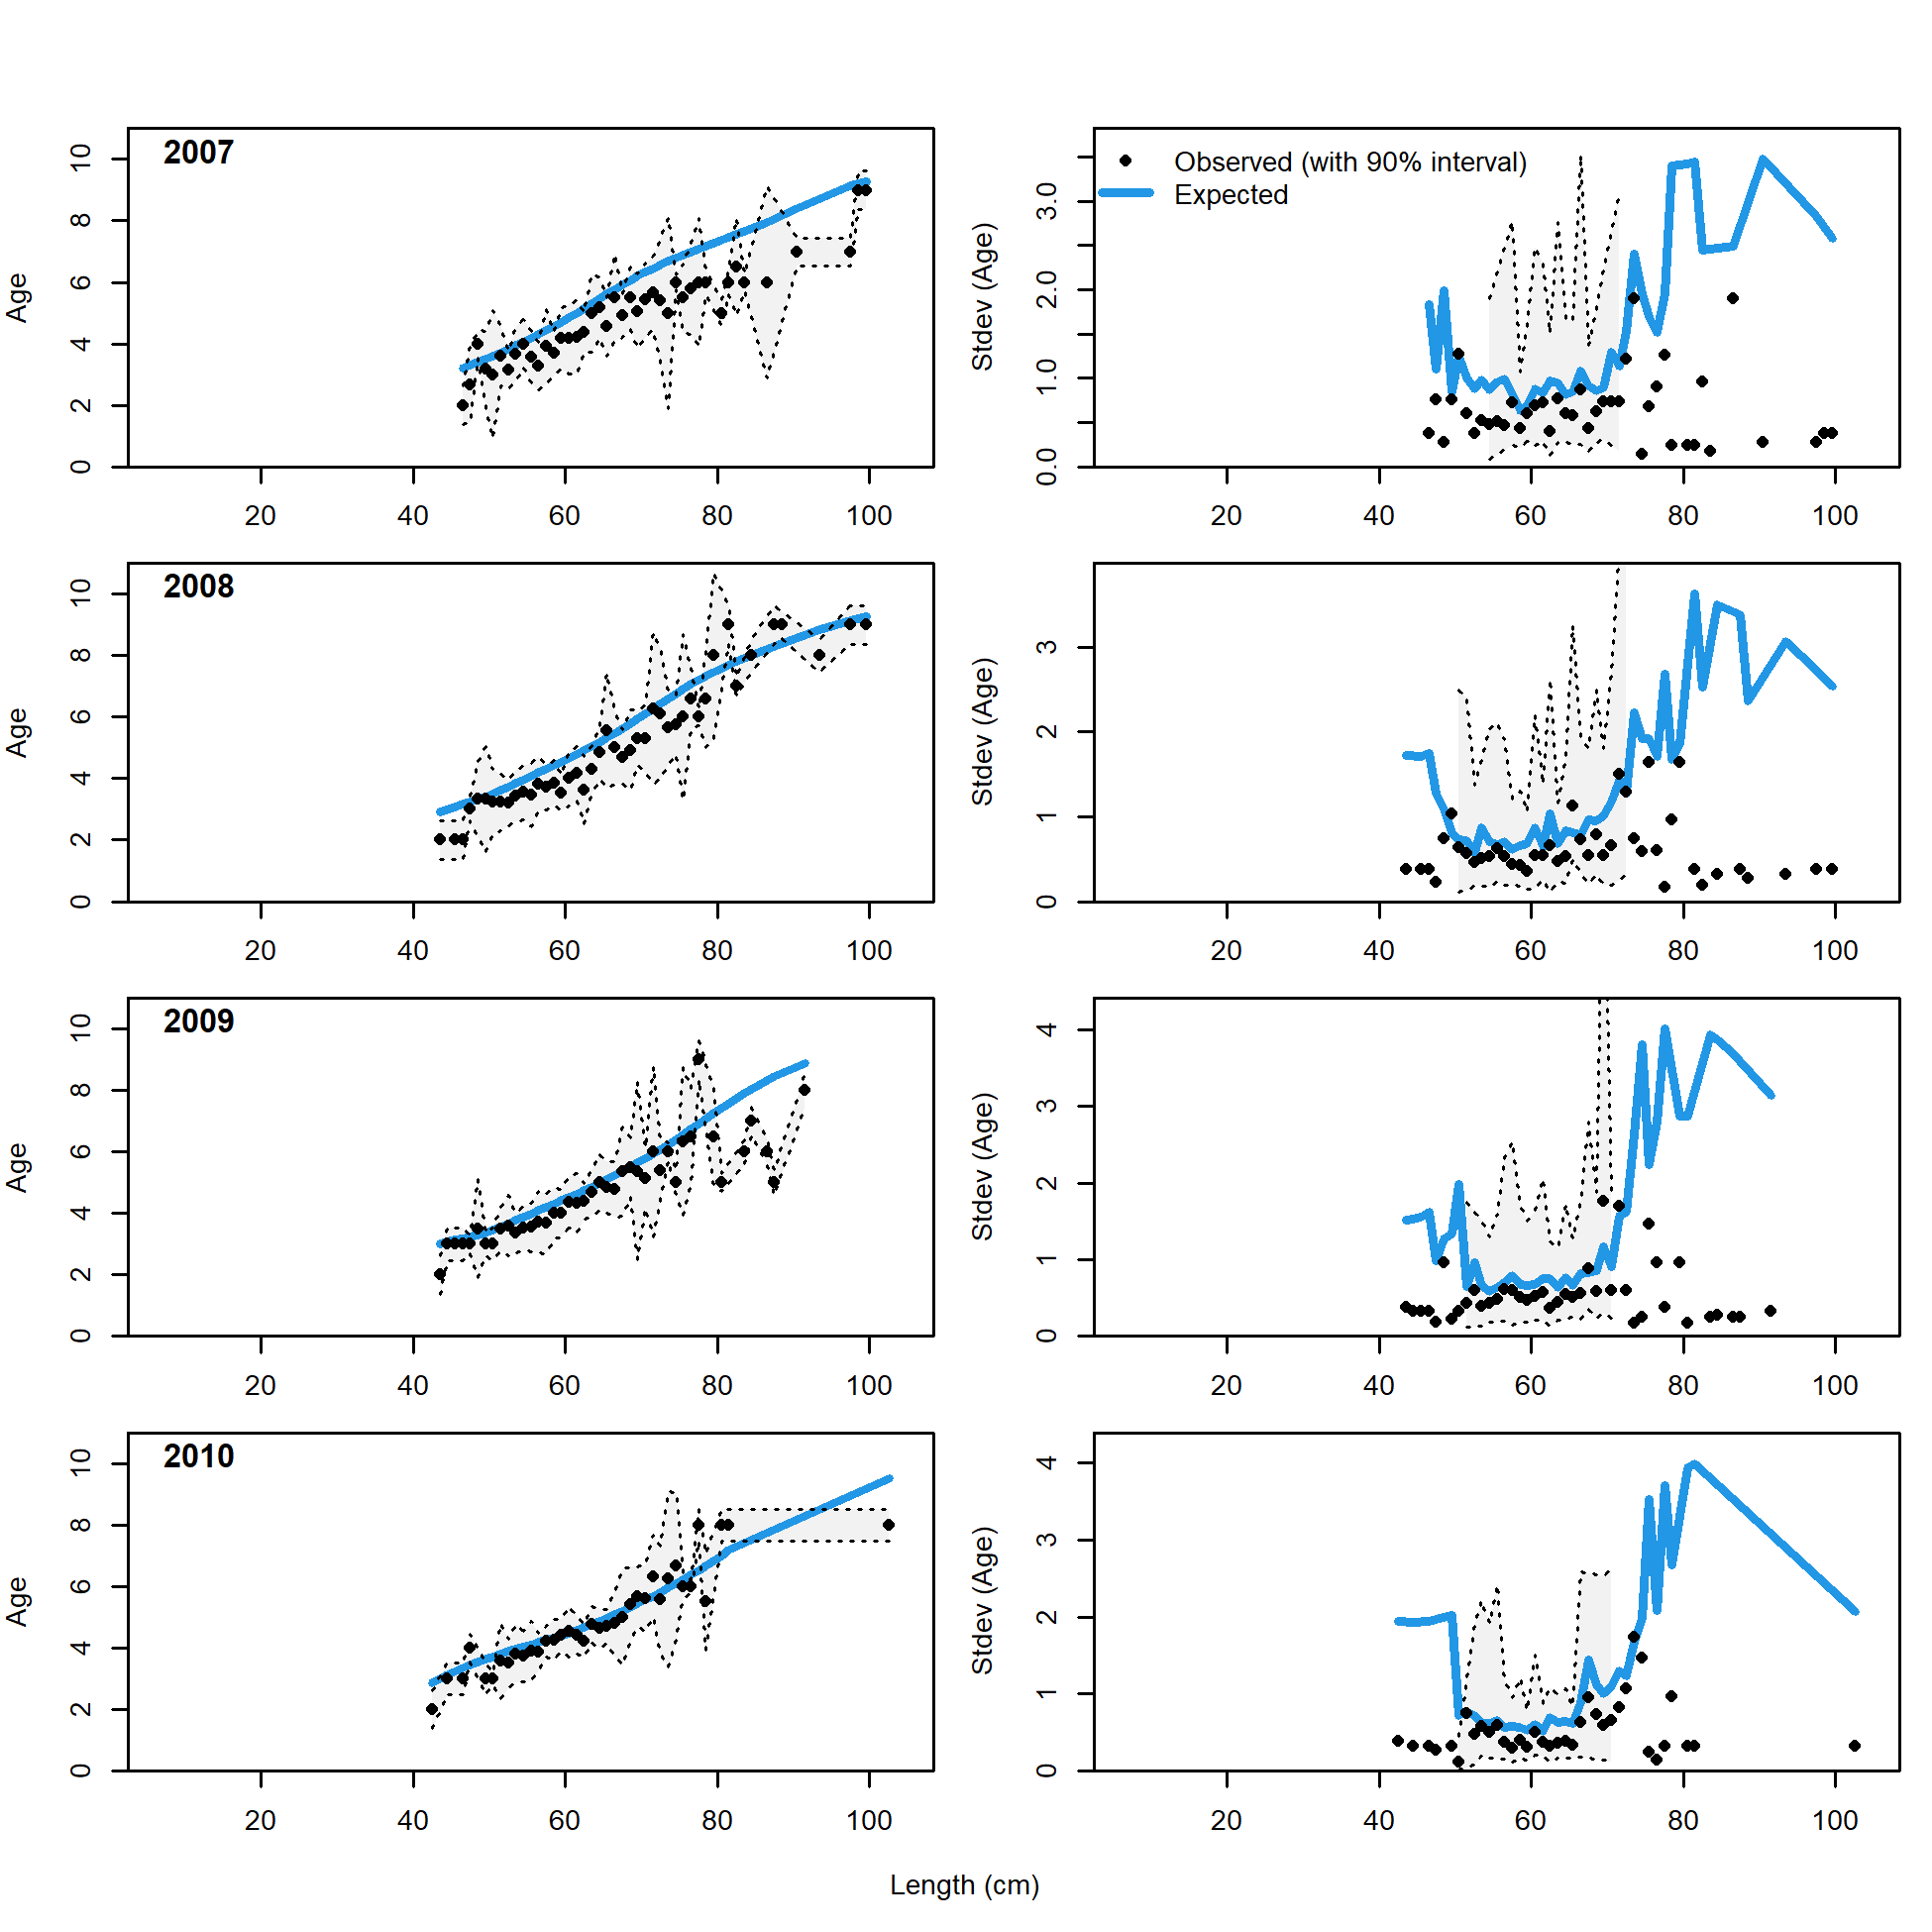 2007
Age
0 2 4 6 8 10
20 40 60 80 100
Observed (with 90% interval)
Expected
Stdev (Age)
0.0 1.0 2.0 3.0
20 40 60 80 100
2008
Age
0 2 4 6 8 10
20 40 60 80 100
Stdev (Age)
0 1 2 3
20 40 60 80 100
2009
Age
0 2 4 6 8 10
20 40 60 80 100
Stdev (Age)
0 1 2 3 4
20 40 60 80 100
2010
Age
0 2 4 6 8 10
20 40 60 80 100
Stdev (Age)
0 1 2 3 4
20 40 60 80 100
Length (cm)